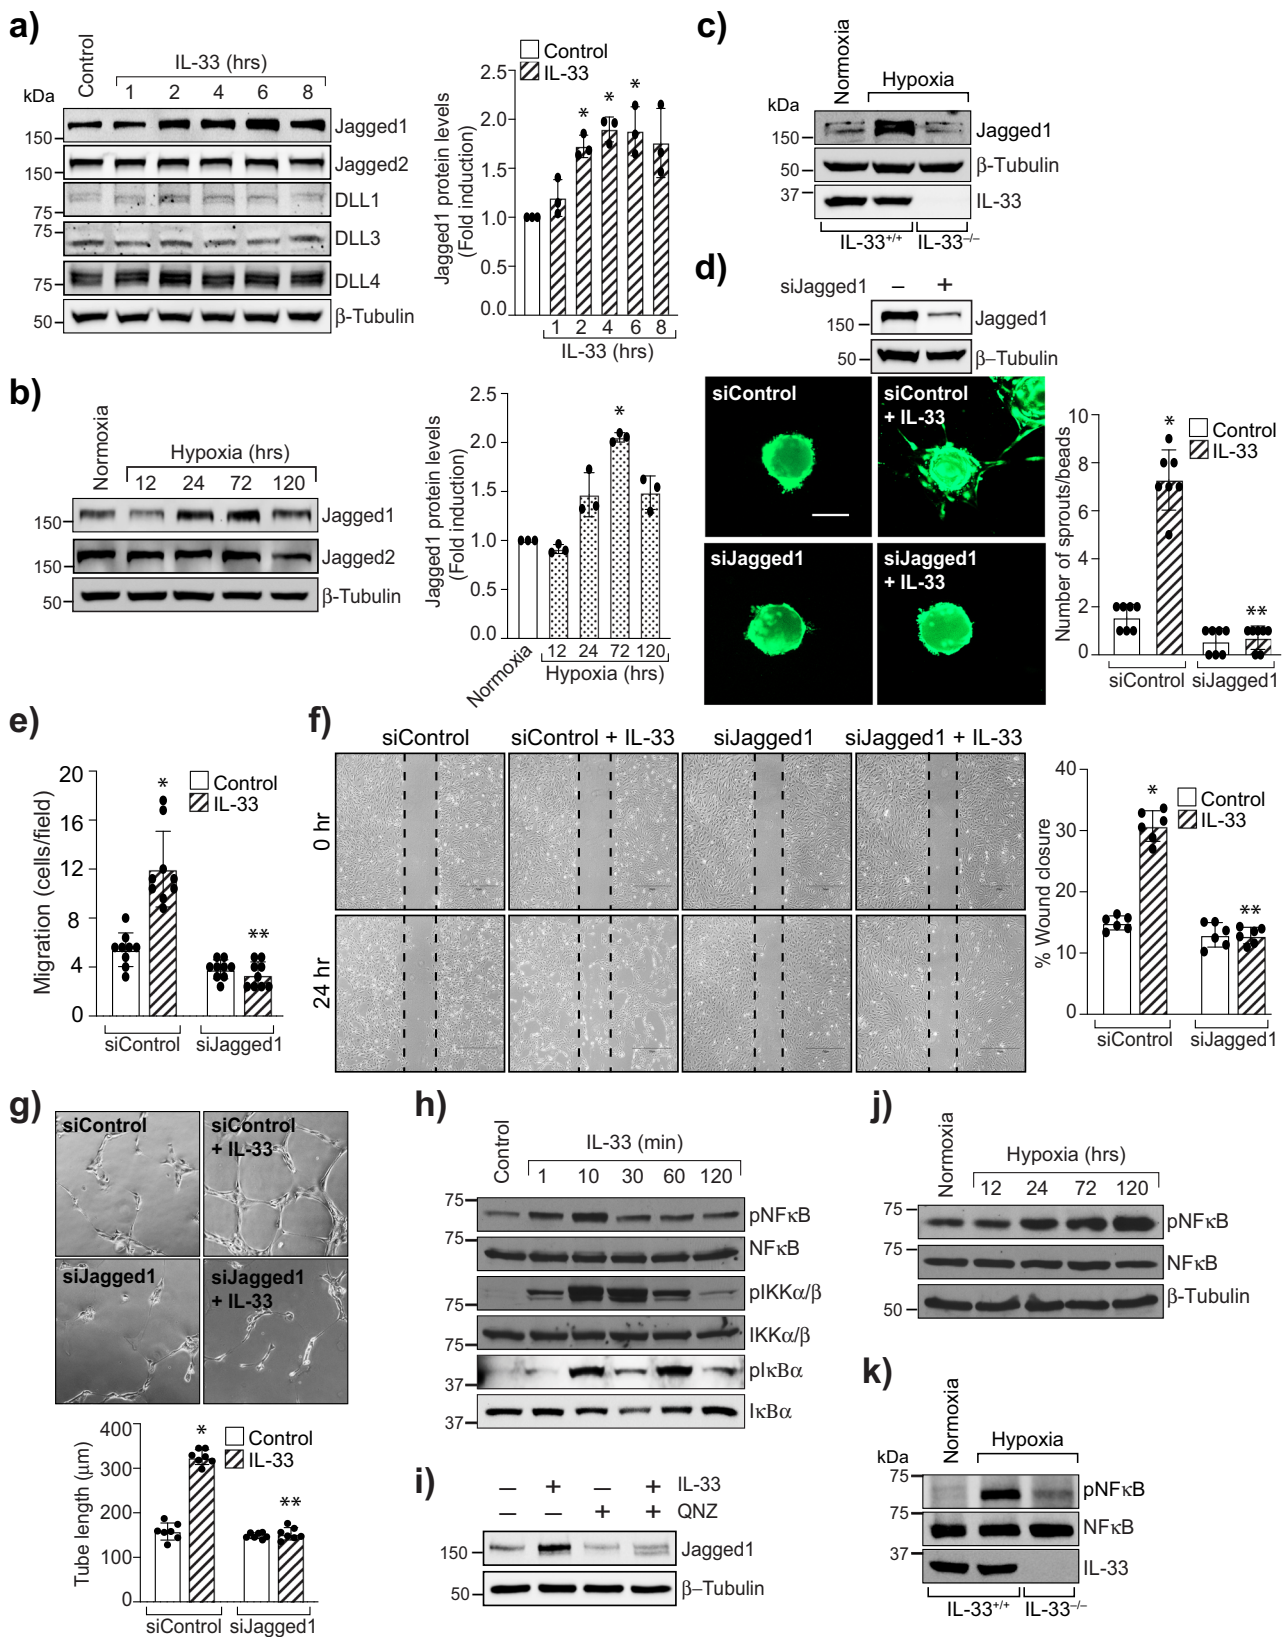 a)
Control
IL-33 (hrs)
kDa
1 2 4 6 8
150
Jagged1
150
Jagged2
75
DLL1
75
DLL3
75
DLL4
50
β-Tubulin
Control
IL-33
Jagged1 protein levels
(Fold induction)
2.5
2.0
1.5
1.0
0.5
0.0
*
*
*
1 2 4 6 8
IL-33 (hrs)
b)
Normoxia
Hypoxia (hrs)
12 24 72 120
150
Jagged1
150
Jagged2
50
β-Tubulin
Jagged1 protein levels
(Fold induction)
2.5
2.0
1.5
1.0
0.5
0.0
*
Normoxia
12 24 72 120
Hypoxia (hrs)
c)
Normoxia
Hypoxia
kDa
150
Jagged1
50
β-Tubulin
37
IL-33
IL-33+/+ IL-33–/–
d)
siJagged1 – +
150
Jagged1
50
β–Tubulin
siControl
siControl
+ IL-33
siJagged1
siJagged1
+ IL-33
Number of sprouts/beads
10
8
6
4
2
0
Control
IL-33
*
**
siControl siJagged1
e)
Migration (cells/field)
20
16
12
8
4
0
Control
IL-33
*
**
siControl siJagged1
f)
siControl siControl + IL-33 siJagged1 siJagged1 + IL-33
0 hr
24 hr
% Wound closure
40
30
20
10
0
Control
IL-33
*
**
siControl siJagged1
g)
siControl
siControl
+ IL-33
siJagged1
siJagged1
+ IL-33
Tube length (μm)
400
300
200
100
0
Control
IL-33
*
**
siControl siJagged1
h)
Control
IL-33 (min)
1 10 30 60 120
75
pNFκB
75
NFκB
75
pIKKα/β
75
IKKα/β
37
pIκBα
37
IκBα
i)
– + – + IL-33
– – + + QNZ
150
Jagged1
50
β–Tubulin
j)
Normoxia
Hypoxia (hrs)
12 24 72 120
75
pNFκB
75
NFκB
50
β-Tubulin
k)
Normoxia
Hypoxia
kDa
75
pNFκB
75
NFκB
37
IL-33
IL-33+/+ IL-33–/–